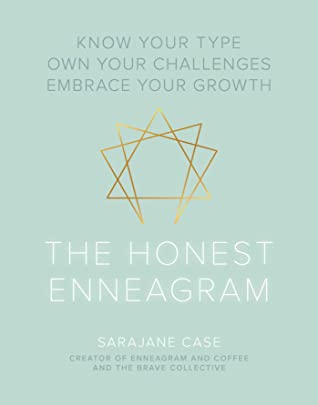 KNOW YOUR TYPE
OWN YOUR CHALLENGES
EMBRACE YOUR GROWTH
THE HONEST
ENNEAGRAM
SARAJANE CASE
CREATOR OF ENNEAGRAM AND COFFEE
AND THE BRAVE COLLECTIVE